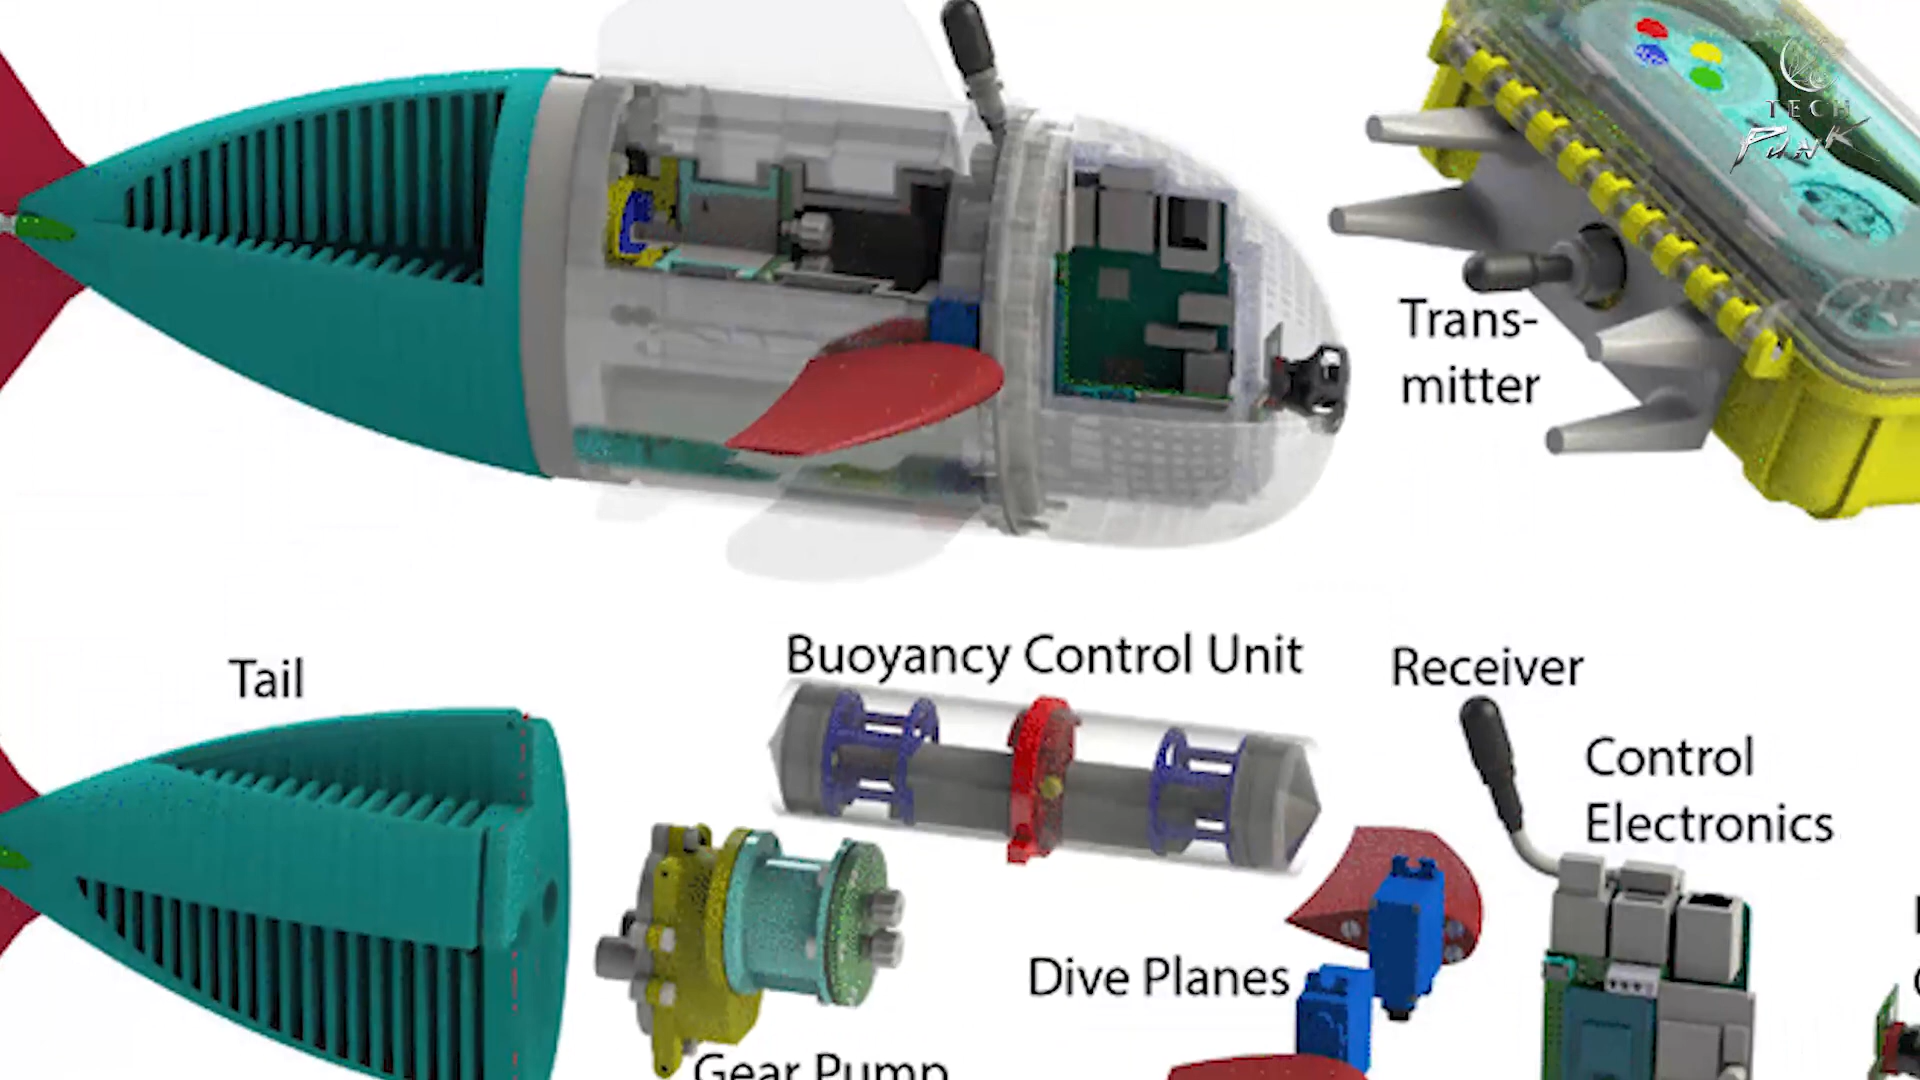 TECH
PUNK
Trans-
mitter
Tail
Buoyancy Control Unit
Receiver
Control
Electronics
Dive Planes
Gear Pump